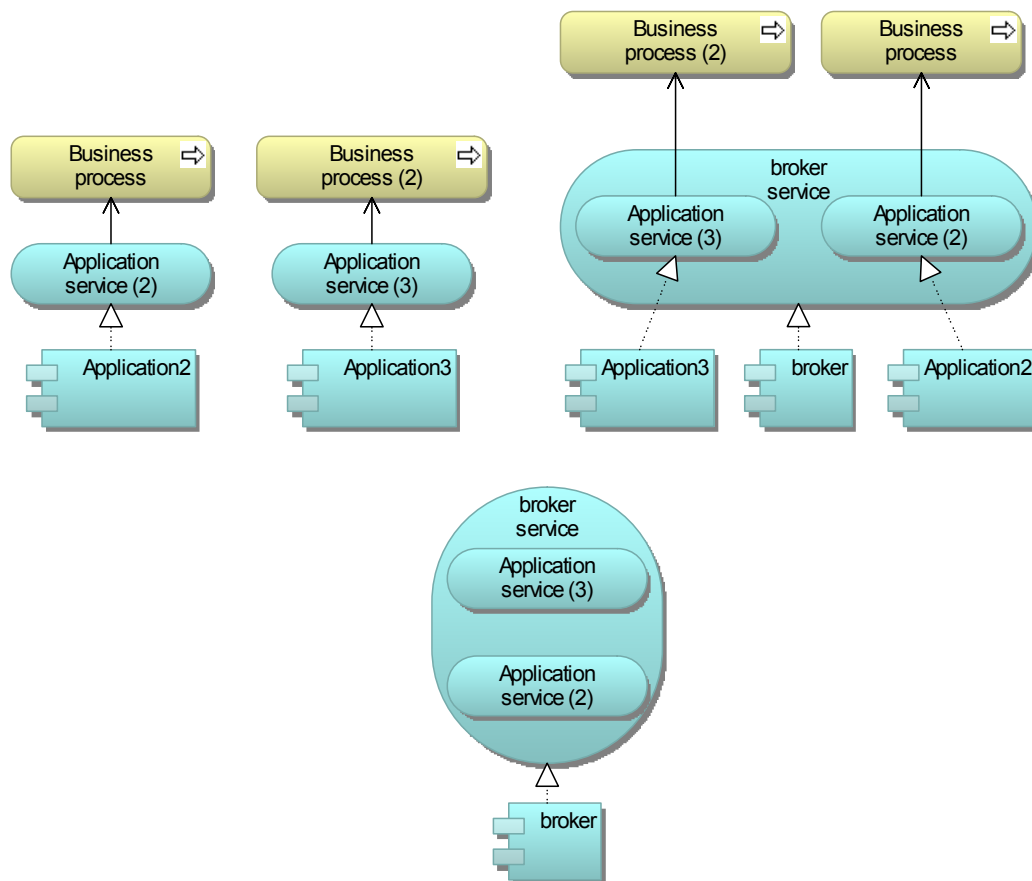 Business
process
Application
service (2)
Application2
Business
process (2)
Application
service (3)
Application3
Business
process (2)
Business
process
broker
service
Application
service (3)
Application
service (2)
Application3
broker
Application2
broker
service
Application
service (3)
Application
service (2)
broker